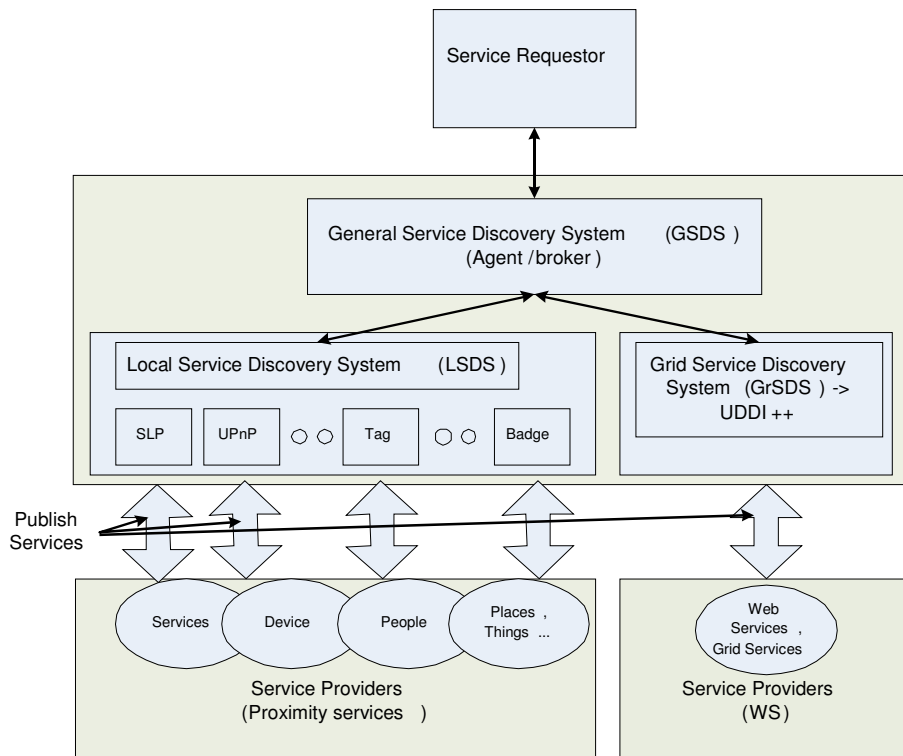 Service Requestor
General Service Discovery System (GSDS )
(Agent /broker )
Local Service Discovery System (LSDS )
Grid Service Discovery
System (GrSDS ) ->
UDDI ++
SLP
UPnP
Tag
Badge
Publish
Services
Services
Device
People
Places ,
Things ...
Web
Services ,
Grid Services
Service Providers
(Proximity services )
Service Providers
(WS)